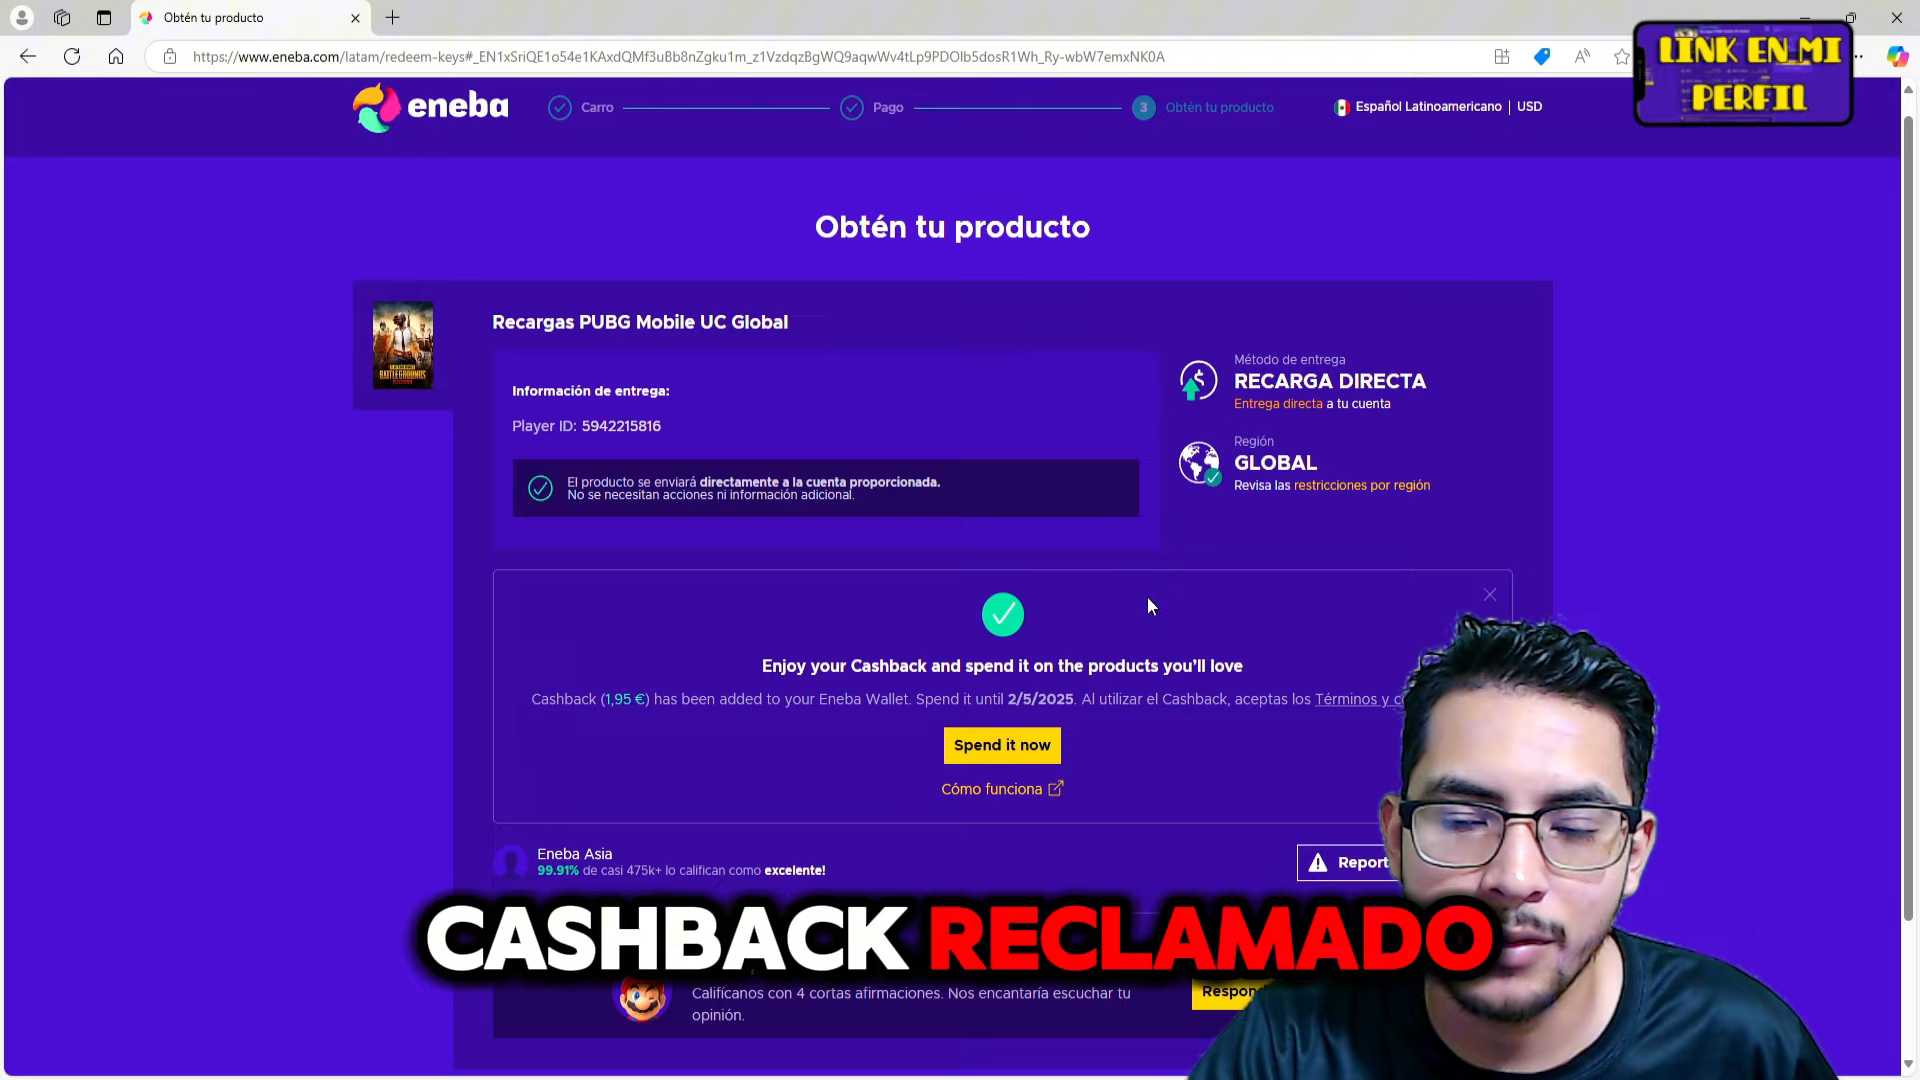 Obtén tu producto
https://www.eneba.com/latam/redeem-keys#_EN1xSriQE1o54e1KAxdQMf3uBb8nZgku1m_z1VzdqzBgWQ9aqwWv4tLp9PDOlb5dosR1Wh_Ry-wbW7emxNK0A
LINK EN MI
PERFIL
eneba
Carro
Pago
3 Obtén tu producto
Español Latinoamericano | USD
Obtén tu producto
Recargas PUBG Mobile UC Global
Información de entrega:
Player ID: 5942215816
El producto se enviará directamente a la cuenta proporcionada.
No se necesitan acciones ni información adicional.
Método de entrega
RECARGA DIRECTA
Entrega directa a tu cuenta
Región
GLOBAL
Revisa las restricciones por región
Enjoy your Cashback and spend it on the products you'll love
Cashback (1,95 €) has been added to your Eneba Wallet. Spend it until 2/5/2025. Al utilizar el Cashback, aceptas los Términos y c
Spend it now
Cómo funciona
Eneba Asia
99.91% de casi 475k+ lo califican como excelente!
Report
CASHBACK RECLAMADO
Califícanos con 4 cortas afirmaciones. Nos encantaría escuchar tu
opinión.
Respond